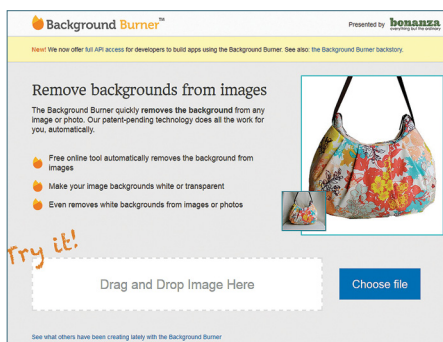 Background Burner™
Presented by bonanza
everything but the ordinary
New! We now offer full API access for developers to build apps using the Background Burner. See also: the Background Burner backstory.
Remove backgrounds from images
The Background Burner quickly removes the background from any
image or photo. Our patent-pending technology does all the work for
you, automatically.
Free online tool automatically removes the background from
images
Make your image backgrounds white or transparent
Even removes white backgrounds from images or photos
Try it!
Drag and Drop Image Here
Choose file
See what others have been creating lately with the Background Burner